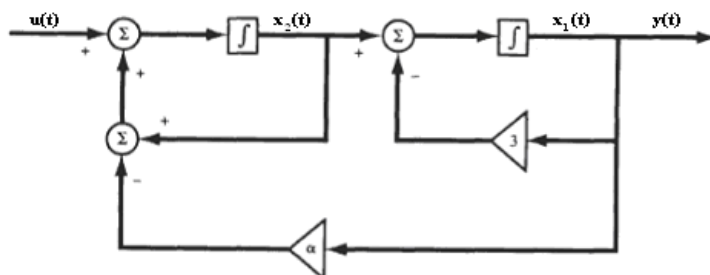 u(t) x₂(t) x₁(t) y(t)
Σ ∫ Σ ∫
+ + −
+
Σ + 3
−
α